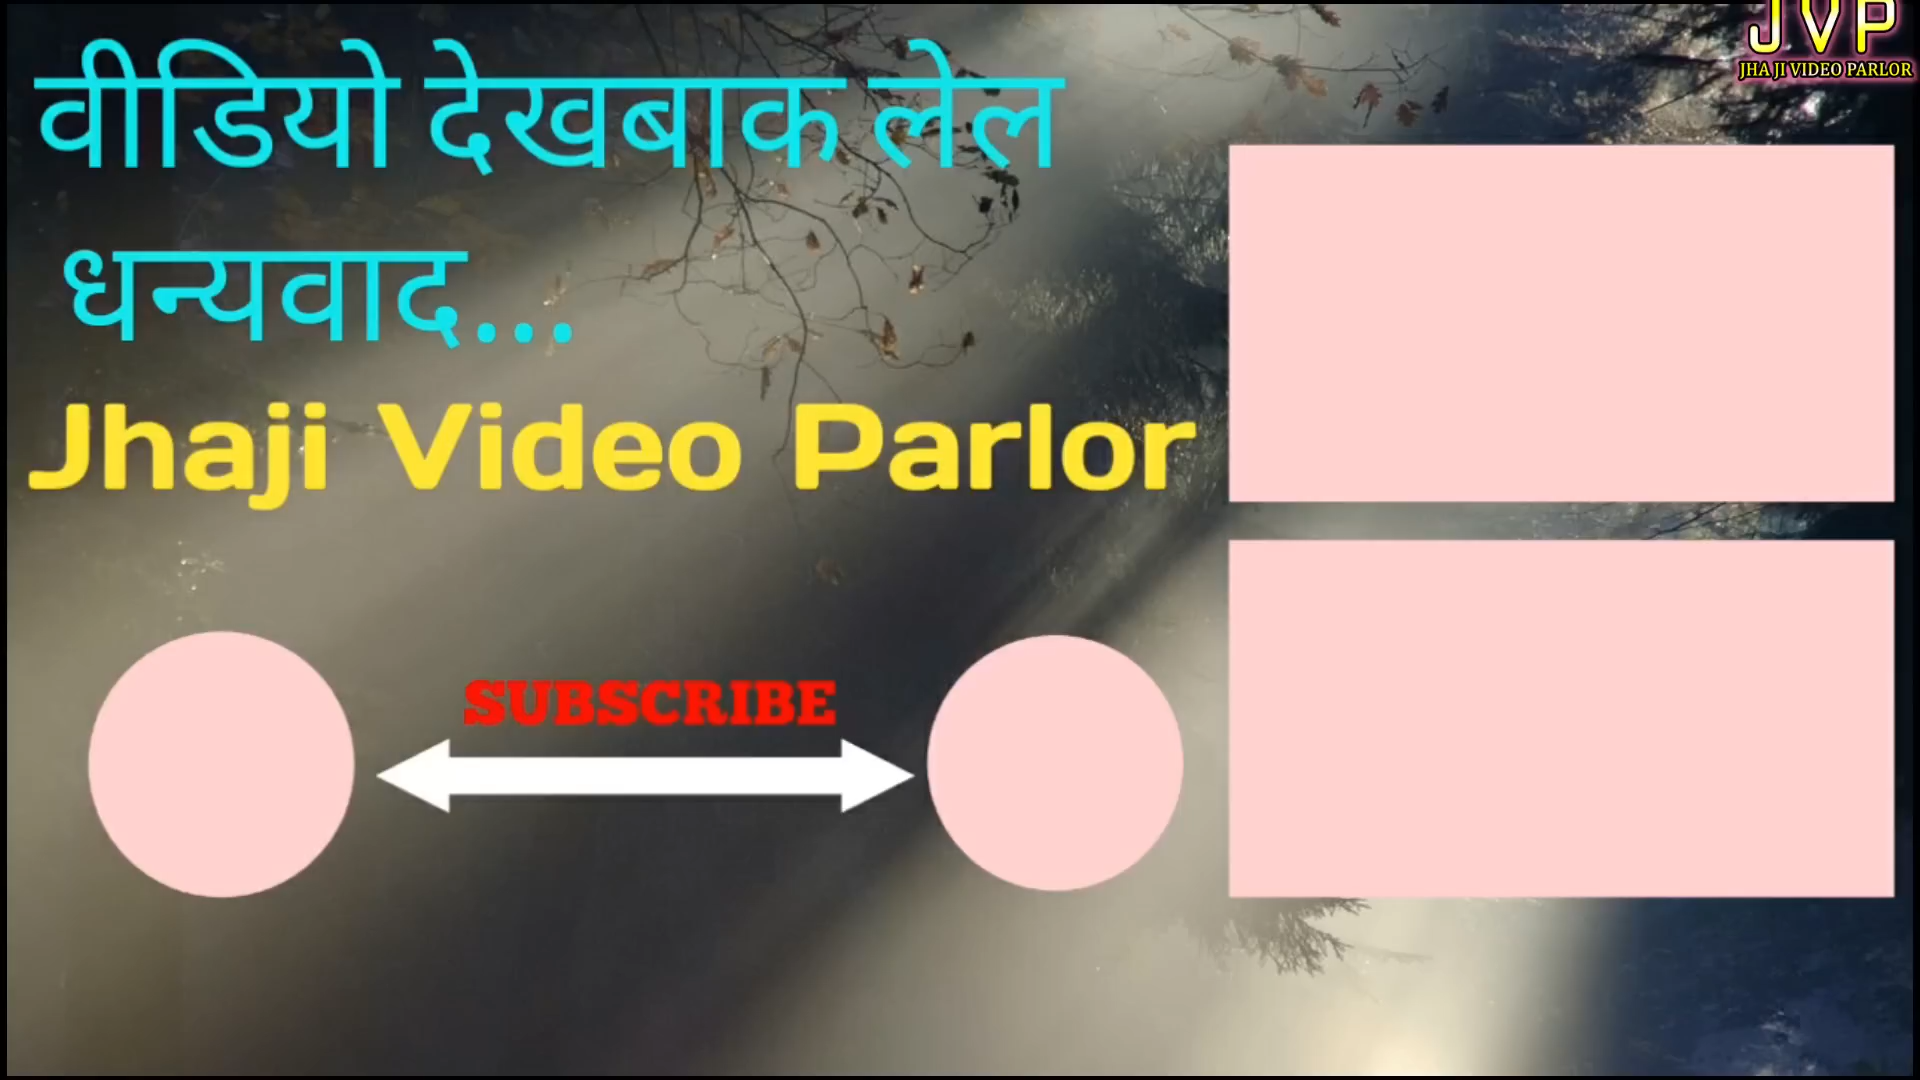 JVP
JHA JI VIDEO PARLOR
वीडियो देखबाक लेल
धन्यवाद...
Jhaji Video Parlor
SUBSCRIBE